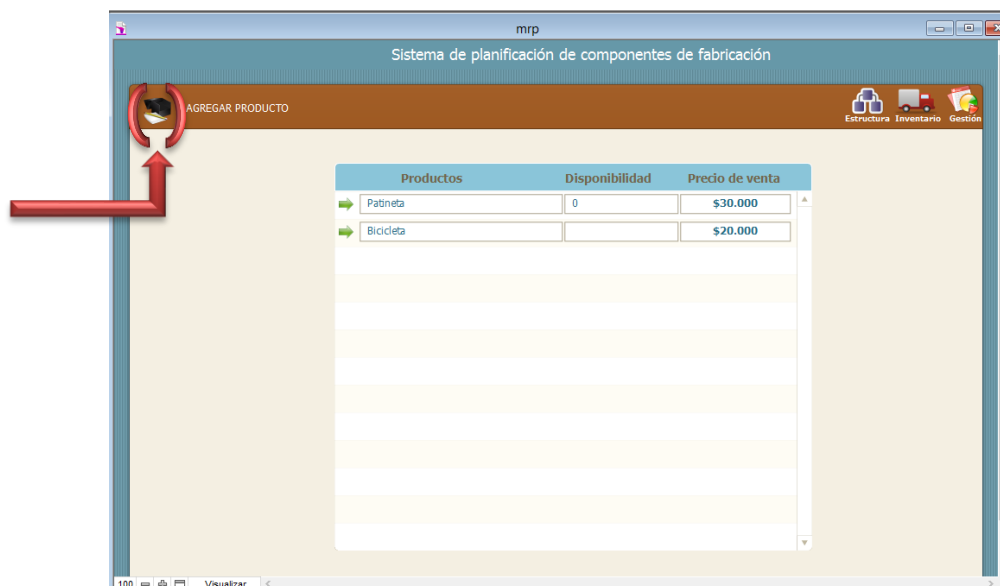 mrp
Sistema de planificación de componentes de fabricación
AGREGAR PRODUCTO
Estructura Inventario Gestión
Productos Disponibilidad Precio de venta
Patineta 0 $30.000
Bicicleta $20.000
100 Visualizar